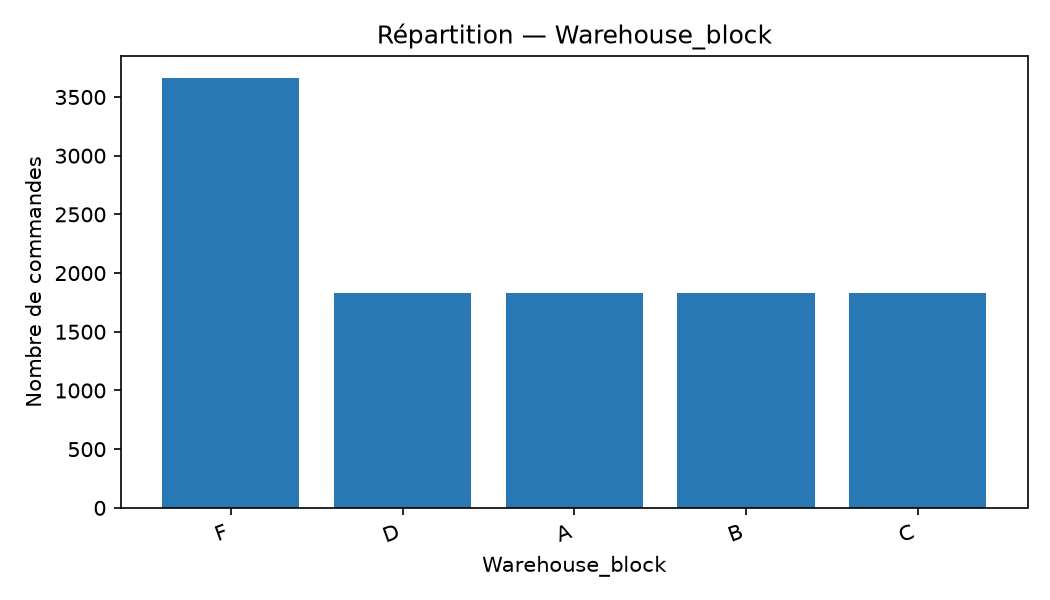 Répartition — Warehouse_block
Nombre de commandes
3500
3000
2500
2000
1500
1000
500
0
F D A B C
Warehouse_block